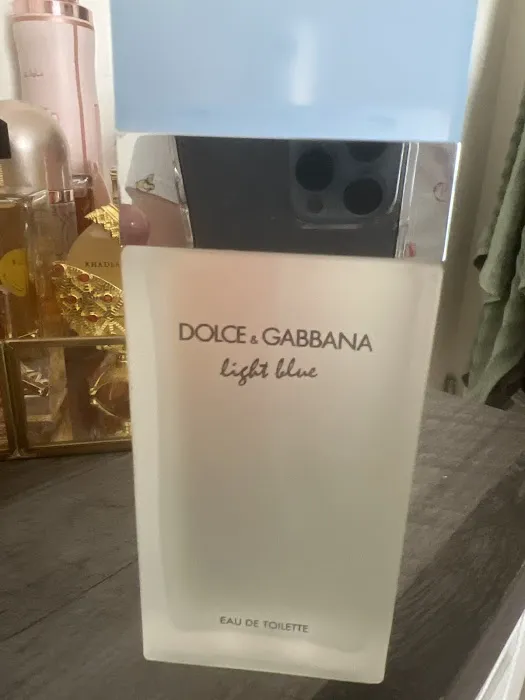 DOLCE & GABBANA
light blue
EAU DE TOILETTE